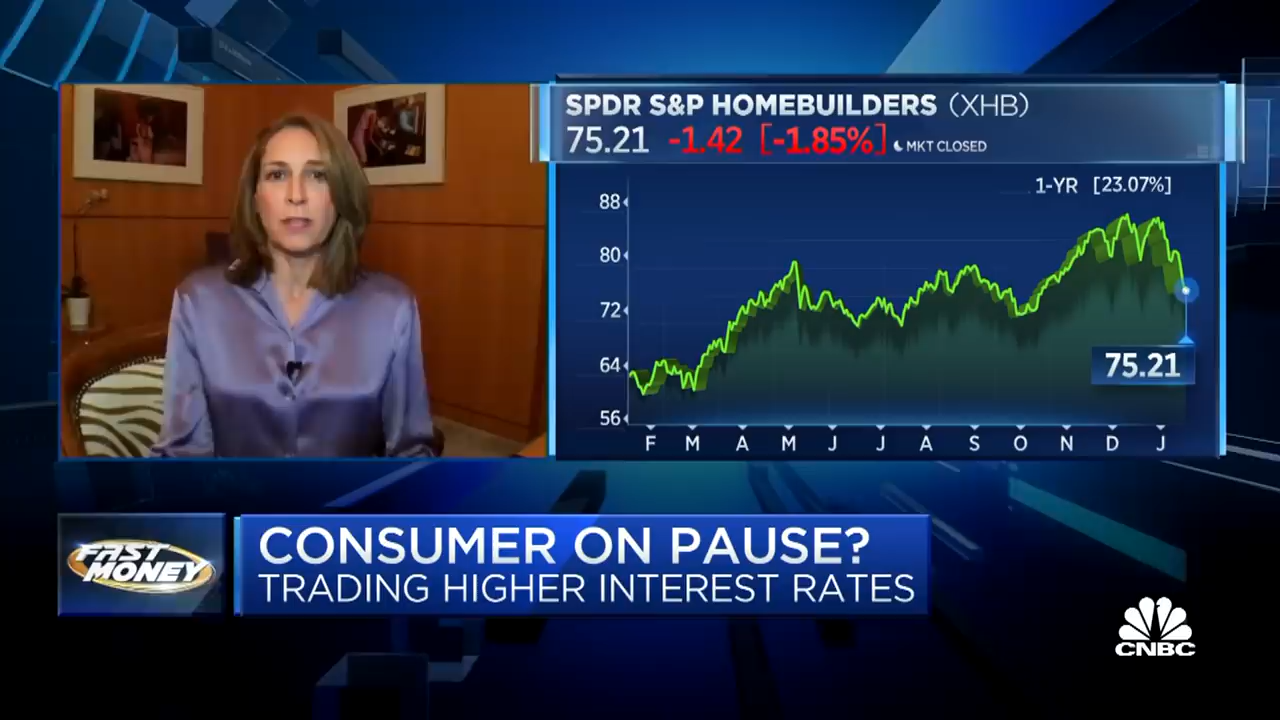 SPDR S&P HOMEBUILDERS (XHB)
75.21 -1.42 [-1.85%] MKT CLOSED
1-YR [23.07%]
88
80
72
64
56
75.21
F M A M J J A S O N D J
FAST
MONEY
CONSUMER ON PAUSE?
TRADING HIGHER INTEREST RATES
CNBC